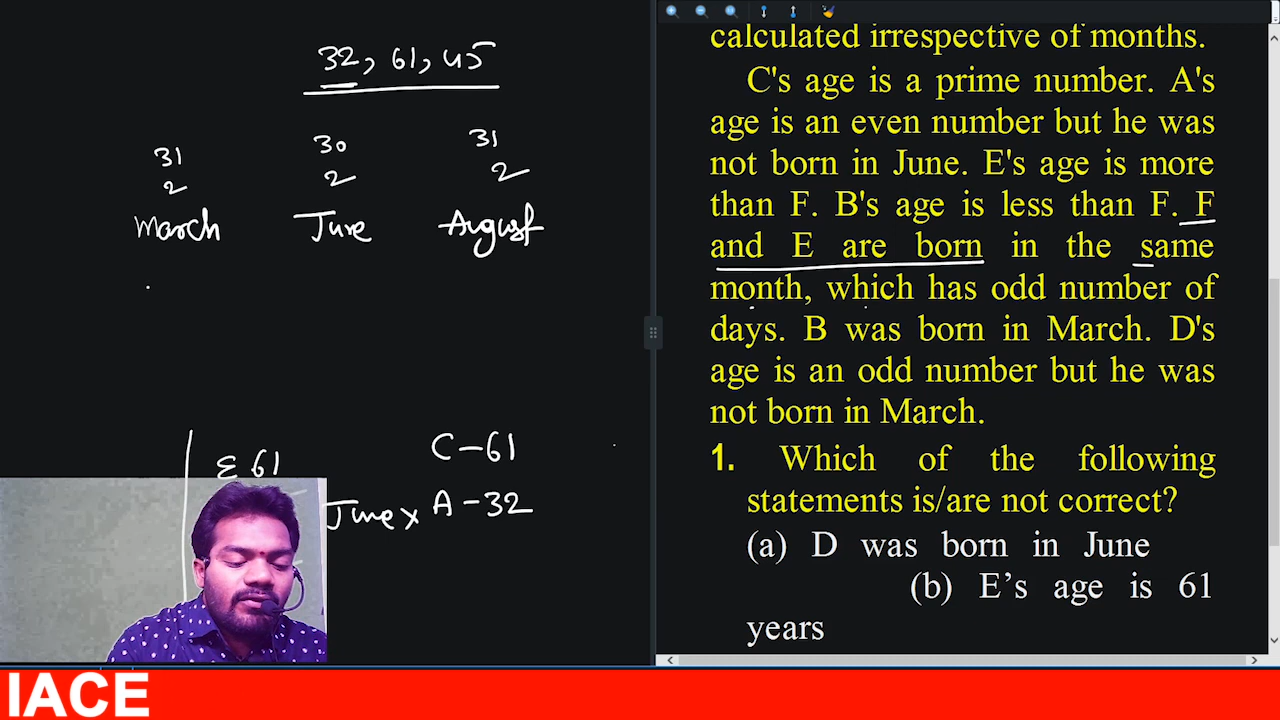 32, 61, 45
31 30 31
2 2 2
March June August
C-61
E 61
June x A-32
calculated irrespective of months.
C's age is a prime number. A's
age is an even number but he was
not born in June. E's age is more
than F. B's age is less than F. F
and E are born in the same
month, which has odd number of
days. B was born in March. D's
age is an odd number but he was
not born in March.
1. Which of the following
statements is/are not correct?
(a) D was born in June
(b) E's age is 61
years
IACE